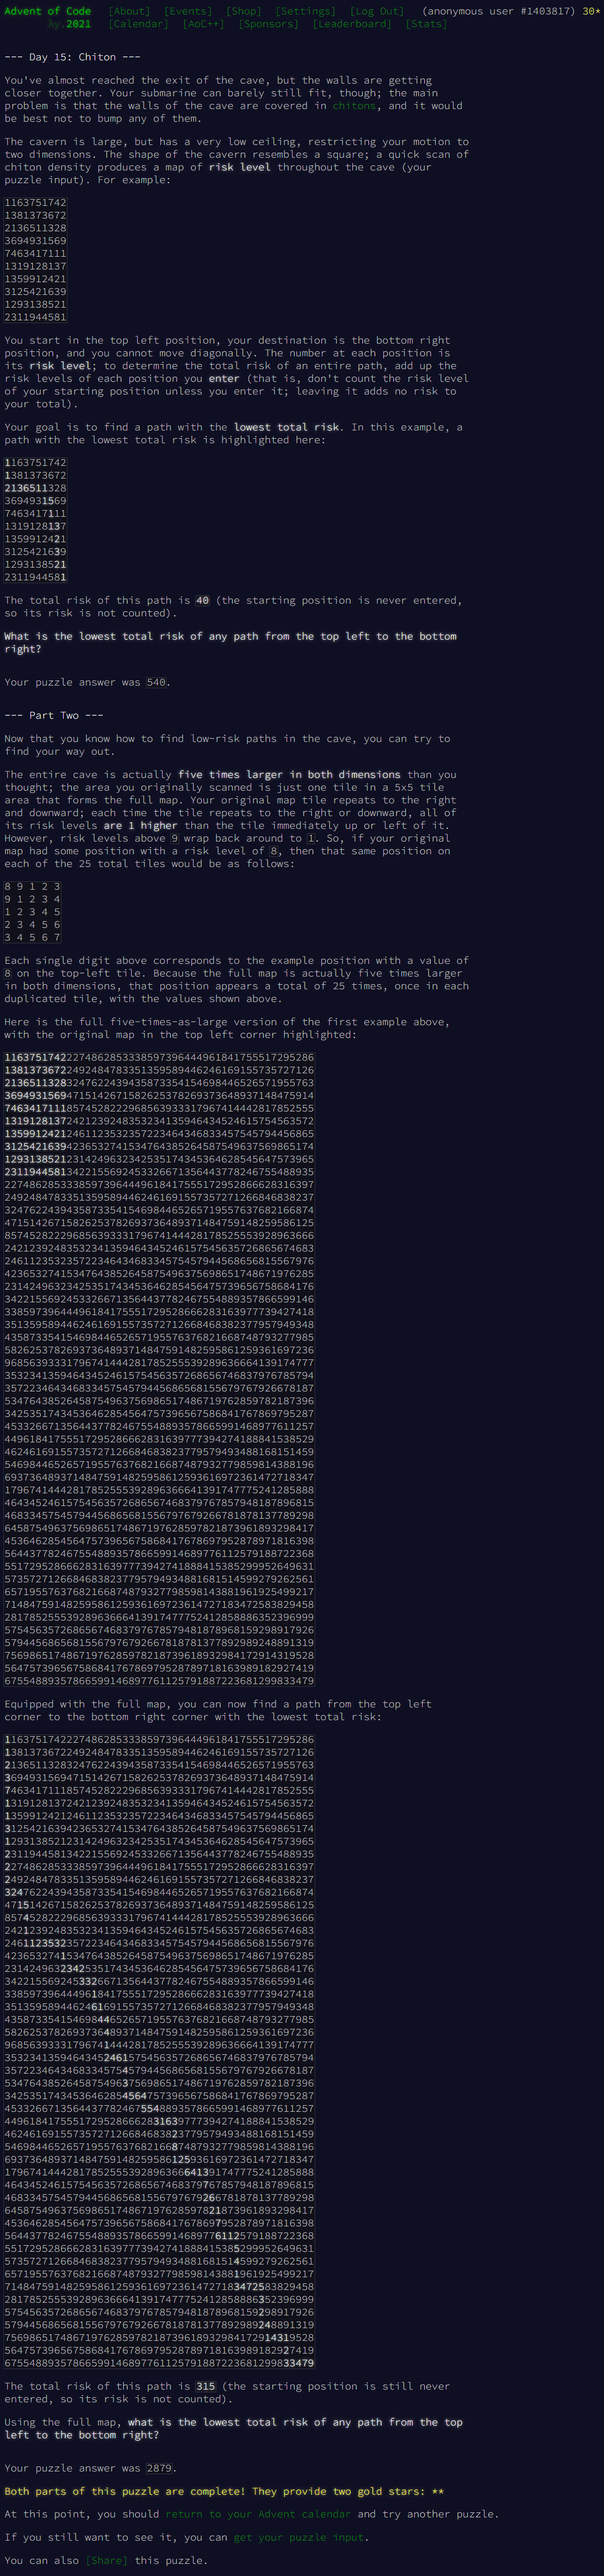 Advent of Code [About] [Events] [Shop] [Settings] [Log Out] (anonymous user #1403817) 30*
λy.2021 [Calendar] [AoC++] [Sponsors] [Leaderboard] [Stats]
--- Day 15: Chiton ---
You've almost reached the exit of the cave, but the walls are getting
closer together. Your submarine can barely still fit, though; the main
problem is that the walls of the cave are covered in chitons, and it would
be best not to bump any of them.
The cavern is large, but has a very low ceiling, restricting your motion to
two dimensions. The shape of the cavern resembles a square; a quick scan of
chiton density produces a map of risk level throughout the cave (your
puzzle input). For example:
1163751742
1381373672
2136511328
3694931569
7463417111
1319128137
1359912421
3125421639
1293138521
2311944581
You start in the top left position, your destination is the bottom right
position, and you cannot move diagonally. The number at each position is
its risk level; to determine the total risk of an entire path, add up the
risk levels of each position you enter (that is, don't count the risk level
of your starting position unless you enter it; leaving it adds no risk to
your total).
Your goal is to find a path with the lowest total risk. In this example, a
path with the lowest total risk is highlighted here:
1163751742
1381373672
2136511328
3694931569
7463417111
1319128137
1359912421
3125421639
1293138521
2311944581
The total risk of this path is 40 (the starting position is never entered,
so its risk is not counted).
What is the lowest total risk of any path from the top left to the bottom
right?
Your puzzle answer was 540.
--- Part Two ---
Now that you know how to find low-risk paths in the cave, you can try to
find your way out.
The entire cave is actually five times larger in both dimensions than you
thought; the area you originally scanned is just one tile in a 5x5 tile
area that forms the full map. Your original map tile repeats to the right
and downward; each time the tile repeats to the right or downward, all of
its risk levels are 1 higher than the tile immediately up or left of it.
However, risk levels above 9 wrap back around to 1. So, if your original
map had some position with a risk level of 8, then that same position on
each of the 25 total tiles would be as follows:
8 9 1 2 3
9 1 2 3 4
1 2 3 4 5
2 3 4 5 6
3 4 5 6 7
Each single digit above corresponds to the example position with a value of
8 on the top-left tile. Because the full map is actually five times larger
in both dimensions, that position appears a total of 25 times, once in each
duplicated tile, with the values shown above.
Here is the full five-times-as-large version of the first example above,
with the original map in the top left corner highlighted:
11637517422274862853338597396444961841755517295286
13813736722492484783351359589446246169155735727126
21365113283247622439435873354154698446526571955763
36949315694715142671582625378269373648937148475914
74634171118574528222968563933317967414442817852555
13191281372421239248353234135946434524615754563572
13599124212461123532357223464346833457545794456865
31254216394236532741534764385264587549637569865174
12931385212314249632342535174345364628545647573965
23119445813422155692453326671356443778246755488935
22748628533385973964449618417555172952866628316397
24924847833513595894462461691557357271266846838237
32476224394358733541546984465265719557637682166874
47151426715826253782693736489371484759148259586125
85745282229685639333179674144428178525553928963666
24212392483532341359464345246157545635726865674683
24611235323572234643468334575457944568656815567976
42365327415347643852645875496375698651748671976285
23142496323425351743453646285456475739656758684176
34221556924533266713564437782467554889357866599146
33859739644496184175551729528666283163977739427418
35135958944624616915573572712668468382377957949348
43587335415469844652657195576376821668748793277985
58262537826937364893714847591482595861259361697236
96856393331796741444281785255539289636664139174777
35323413594643452461575456357268656746837976785794
35722346434683345754579445686568155679767926678187
53476438526458754963756986517486719762859782187396
34253517434536462854564757396567586841767869795287
45332667135644377824675548893578665991468977611257
44961841755517295286662831639777394274188841538529
46246169155735727126684683823779579493488168151459
54698446526571955763768216687487932779859814388196
69373648937148475914825958612593616972361472718347
17967414442817852555392896366641391747775241285888
46434524615754563572686567468379767857948187896815
46833457545794456865681556797679266781878137789298
64587549637569865174867197628597821873961893298417
45364628545647573965675868417678697952878971816398
56443778246755488935786659914689776112579188722368
55172952866628316397773942741888415385299952649631
57357271266846838237795794934881681514599279262561
65719557637682166874879327798598143881961925499217
71484759148259586125936169723614727183472583829458
28178525553928963666413917477752412858886352396999
57545635726865674683797678579481878968159298917926
57944568656815567976792667818781377892989248891319
75698651748671976285978218739618932984172914319528
56475739656758684176786979528789718163989182927419
67554889357866599146897761125791887223681299833479
Equipped with the full map, you can now find a path from the top left
corner to the bottom right corner with the lowest total risk:
11637517422274862853338597396444961841755517295286
13813736722492484783351359589446246169155735727126
21365113283247622439435873354154698446526571955763
36949315694715142671582625378269373648937148475914
74634171118574528222968563933317967414442817852555
13191281372421239248353234135946434524615754563572
13599124212461123532357223464346833457545794456865
31254216394236532741534764385264587549637569865174
12931385212314249632342535174345364628545647573965
23119445813422155692453326671356443778246755488935
22748628533385973964449618417555172952866628316397
24924847833513595894462461691557357271266846838237
32476224394358733541546984465265719557637682166874
47151426715826253782693736489371484759148259586125
85745282229685639333179674144428178525553928963666
24212392483532341359464345246157545635726865674683
24611235323572234643468334575457944568656815567976
42365327415347643852645875496375698651748671976285
23142496323425351743453646285456475739656758684176
34221556924533266713564437782467554889357866599146
33859739644496184175551729528666283163977739427418
35135958944624616915573572712668468382377957949348
43587335415469844652657195576376821668748793277985
58262537826937364893714847591482595861259361697236
96856393331796741444281785255539289636664139174777
35323413594643452461575456357268656746837976785794
35722346434683345754579445686568155679767926678187
53476438526458754963756986517486719762859782187396
34253517434536462854564757396567586841767869795287
45332667135644377824675548893578665991468977611257
44961841755517295286662831639777394274188841538529
46246169155735727126684683823779579493488168151459
54698446526571955763768216687487932779859814388196
69373648937148475914825958612593616972361472718347
17967414442817852555392896366641391747775241285888
46434524615754563572686567468379767857948187896815
46833457545794456865681556797679266781878137789298
64587549637569865174867197628597821873961893298417
45364628545647573965675868417678697952878971816398
56443778246755488935786659914689776112579188722368
55172952866628316397773942741888415385299952649631
57357271266846838237795794934881681514599279262561
65719557637682166874879327798598143881961925499217
71484759148259586125936169723614727183472583829458
28178525553928963666413917477752412858886352396999
57545635726865674683797678579481878968159298917926
57944568656815567976792667818781377892989248891319
75698651748671976285978218739618932984172914319528
56475739656758684176786979528789718163989182927419
67554889357866599146897761125791887223681299833479
The total risk of this path is 315 (the starting position is still never
entered, so its risk is not counted).
Using the full map, what is the lowest total risk of any path from the top
left to the bottom right?
Your puzzle answer was 2879.
Both parts of this puzzle are complete! They provide two gold stars: **
At this point, you should return to your Advent calendar and try another puzzle.
If you still want to see it, you can get your puzzle input.
You can also [Share] this puzzle.